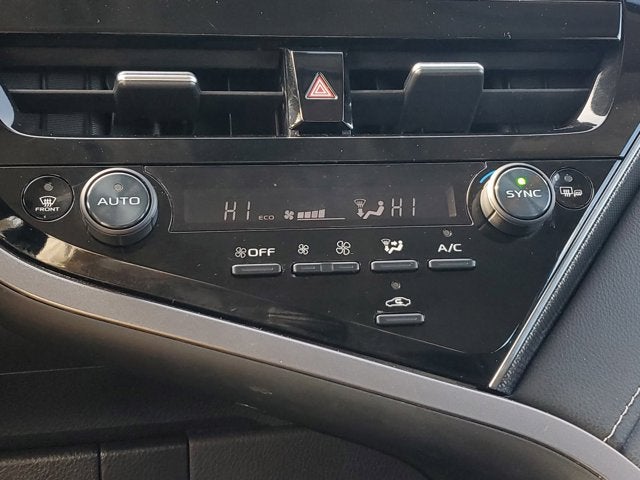 FRONT
AUTO
HI ECO HI
SYNC
OFF
A/C